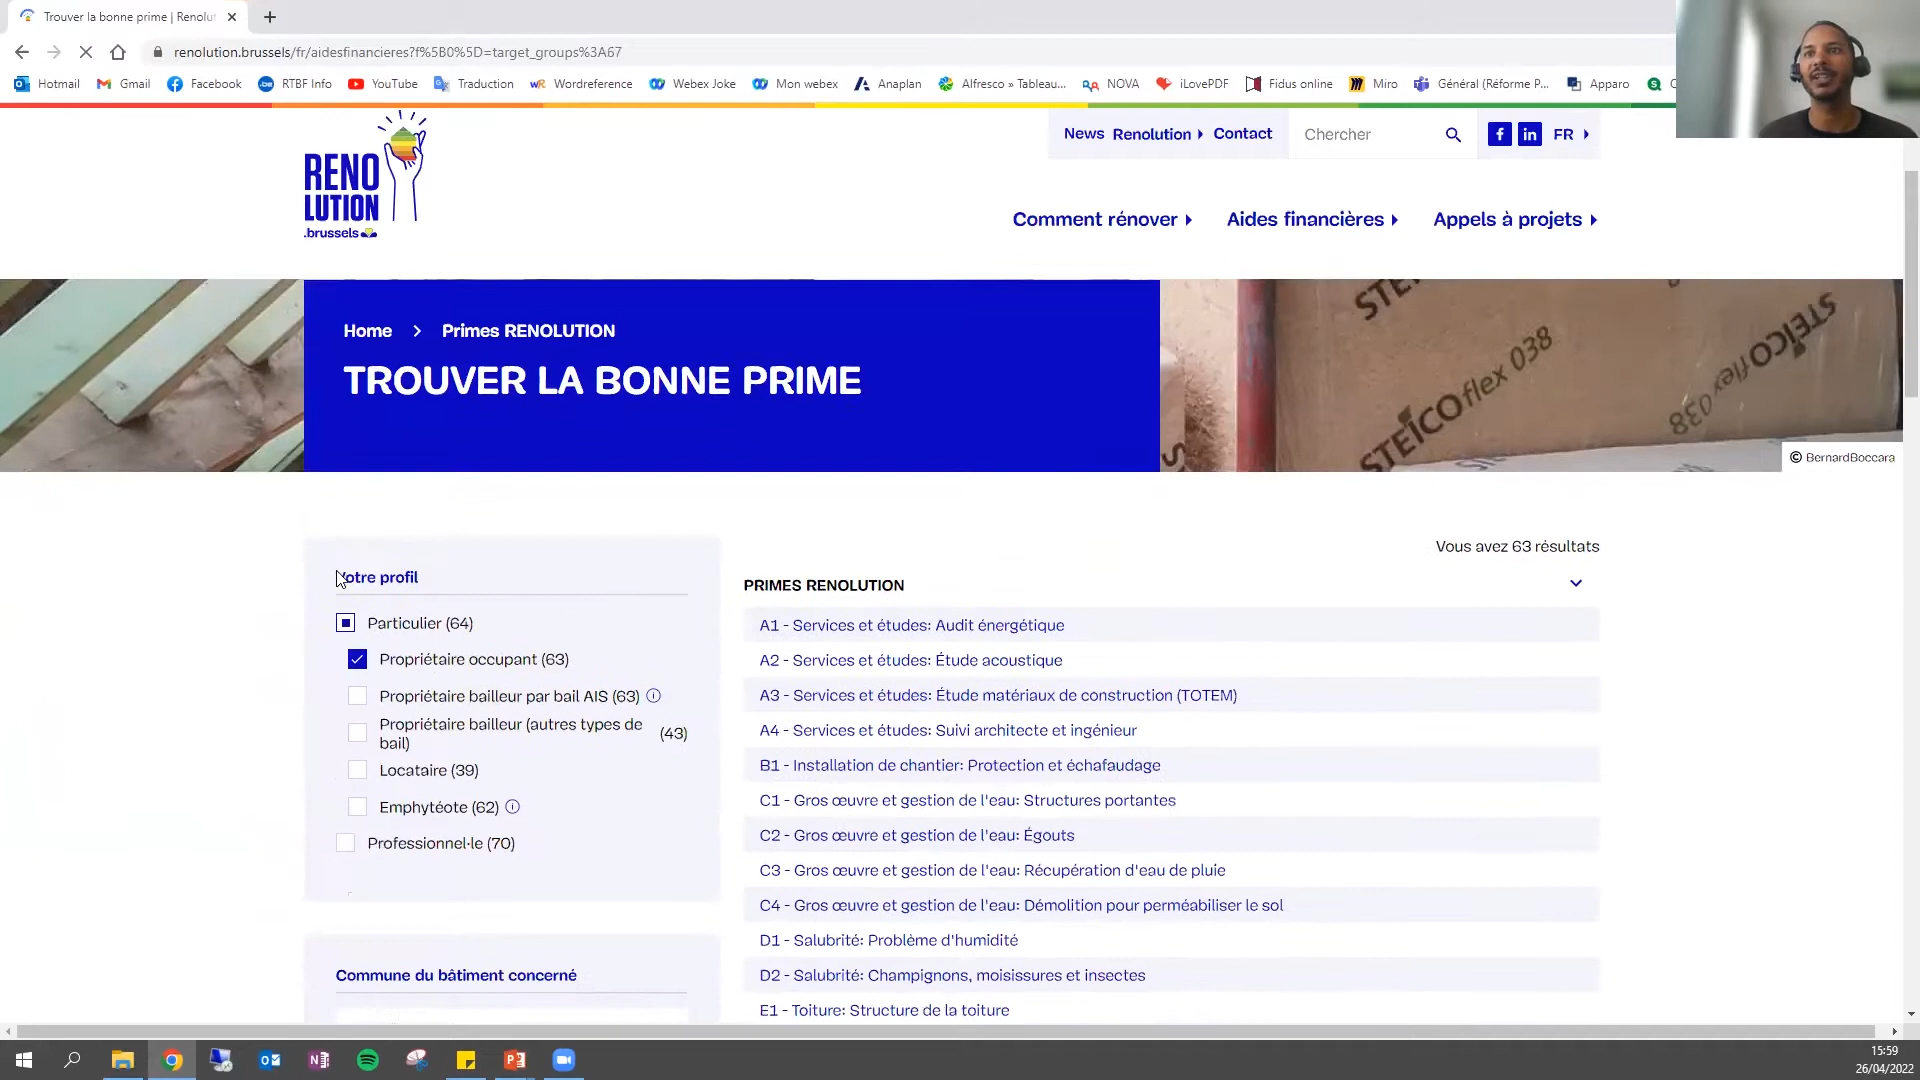 Trouver la bonne prime | Renolut
renolution.brussels/fr/aidesfinancieres?f%5B0%5D=target_groups%3A67
Hotmail Gmail Facebook RTBF Info YouTube Traduction Wordreference Webex Joke Mon webex Anaplan Alfresco » Tableau... NOVA iLovePDF Fidus online Miro Général (Réforme P... Apparo
RENO
LUTION
.brussels
News Renolution Contact Chercher FR
Comment rénover Aides financières Appels à projets
Home > Primes RENOLUTION
TROUVER LA BONNE PRIME
STEICOflex 038
STEICOflex 038
© BernardBoccara
Votre profil
Particulier (64)
Propriétaire occupant (63)
Propriétaire bailleur par bail AIS (63)
Propriétaire bailleur (autres types de
bail) (43)
Locataire (39)
Emphytéote (62)
Professionnel·le (70)
Commune du bâtiment concerné
Vous avez 63 résultats
PRIMES RENOLUTION
A1 - Services et études: Audit énergétique
A2 - Services et études: Étude acoustique
A3 - Services et études: Étude matériaux de construction (TOTEM)
A4 - Services et études: Suivi architecte et ingénieur
B1 - Installation de chantier: Protection et échafaudage
C1 - Gros œuvre et gestion de l'eau: Structures portantes
C2 - Gros œuvre et gestion de l'eau: Égouts
C3 - Gros œuvre et gestion de l'eau: Récupération d'eau de pluie
C4 - Gros œuvre et gestion de l'eau: Démolition pour perméabiliser le sol
D1 - Salubrité: Problème d'humidité
D2 - Salubrité: Champignons, moisissures et insectes
E1 - Toiture: Structure de la toiture
15:59
26/04/2022